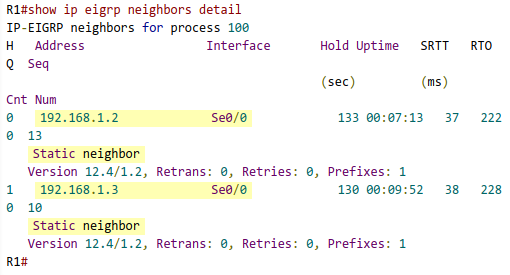 R1#show ip eigrp neighbors detail
IP-EIGRP neighbors for process 100
H Address Interface Hold Uptime SRTT RTO
Q Seq
(sec) (ms)
Cnt Num
0 192.168.1.2 Se0/0 133 00:07:13 37 222
0 13
Static neighbor
Version 12.4/1.2, Retrans: 0, Retries: 0, Prefixes: 1
1 192.168.1.3 Se0/0 130 00:09:52 38 228
0 10
Static neighbor
Version 12.4/1.2, Retrans: 0, Retries: 0, Prefixes: 1
R1#